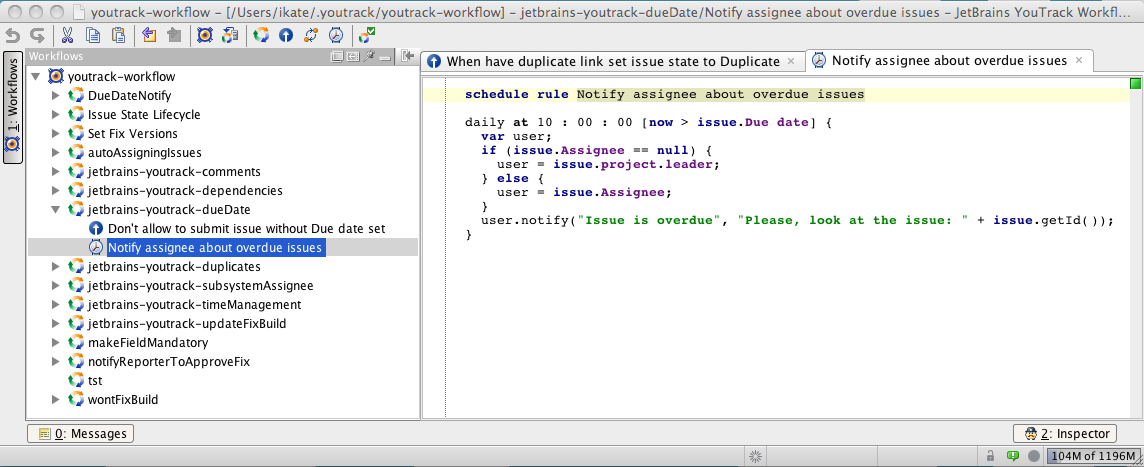 youtrack-workflow – [/Users/ikate/.youtrack/youtrack-workflow] – jetbrains-youtrack-dueDate/Notify assignee about overdue issues – JetBrains YouTrack Workfl...
1: Workflows
Workflows
youtrack-workflow
DueDateNotify
Issue State Lifecycle
Set Fix Versions
autoAssigningIssues
jetbrains-youtrack-comments
jetbrains-youtrack-dependencies
jetbrains-youtrack-dueDate
Don't allow to submit issue without Due date set
Notify assignee about overdue issues
jetbrains-youtrack-duplicates
jetbrains-youtrack-subsystemAssignee
jetbrains-youtrack-timeManagement
jetbrains-youtrack-updateFixBuild
makeFieldMandatory
notifyReporterToApproveFix
tst
wontFixBuild
When have duplicate link set issue state to Duplicate
Notify assignee about overdue issues
schedule rule Notify assignee about overdue issues
daily at 10 : 00 : 00 [now > issue.Due date] {
var user;
if (issue.Assignee == null) {
user = issue.project.leader;
} else {
user = issue.Assignee;
}
user.notify("Issue is overdue", "Please, look at the issue: " + issue.getId());
}
0: Messages
2: Inspector
104M of 1196M